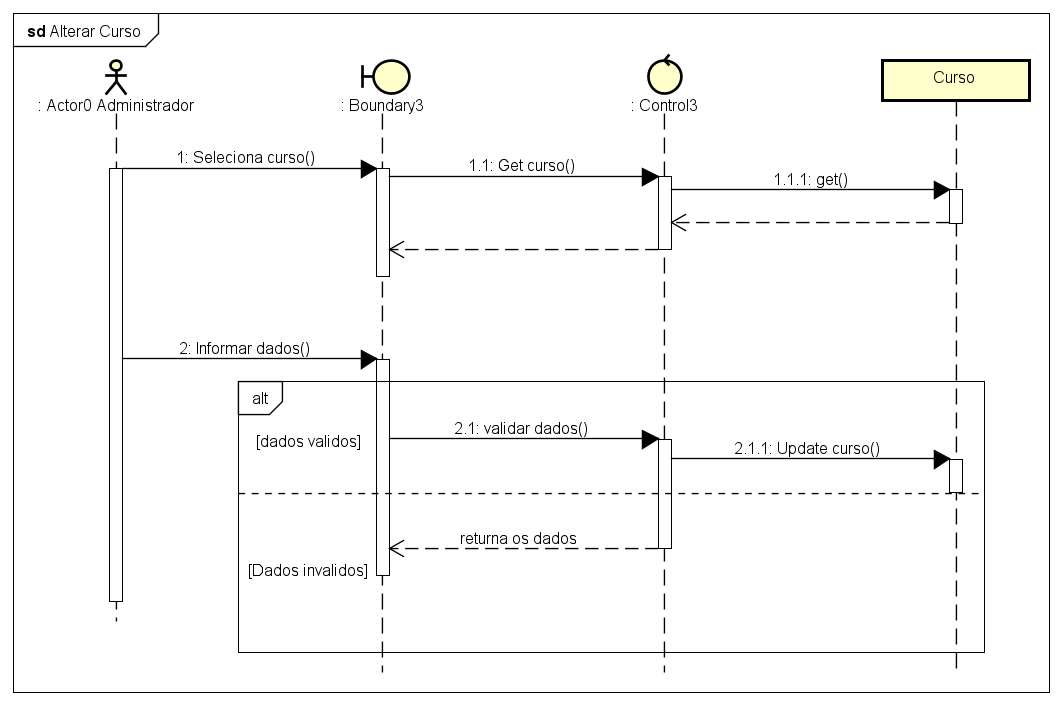 sd Alterar Curso
: Actor0 Administrador
: Boundary3
: Control3
Curso
1: Seleciona curso()
1.1: Get curso()
1.1.1: get()
2: Informar dados()
alt
[dados validos]
2.1: validar dados()
2.1.1: Update curso()
returna os dados
[Dados invalidos]